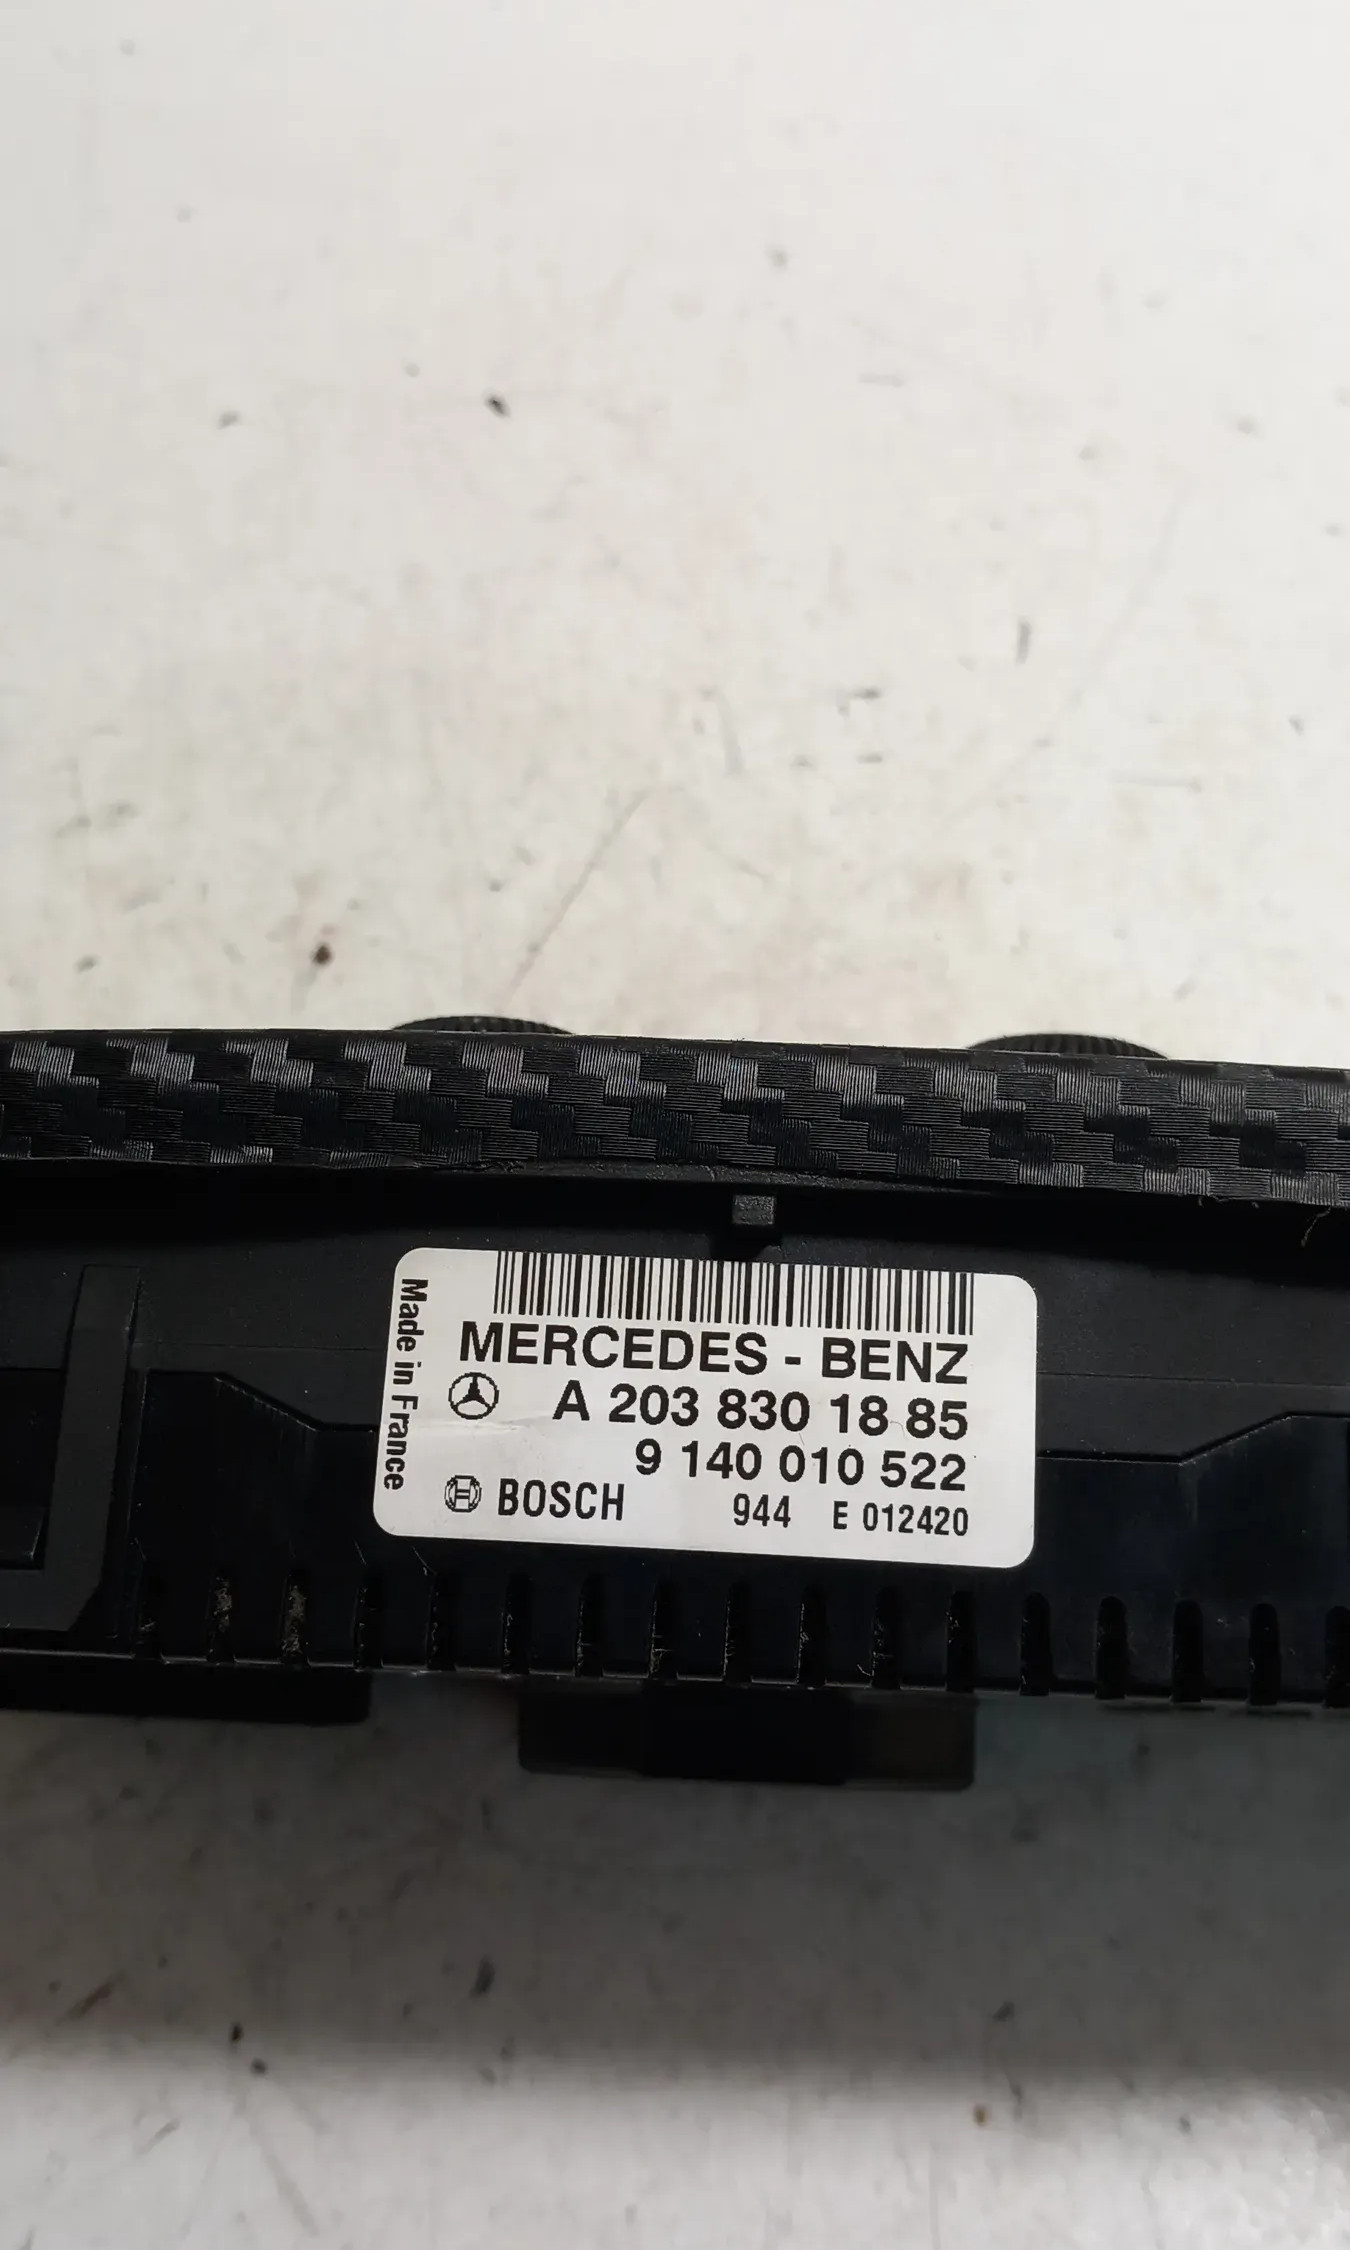 MERCEDES - BENZ
A 203 830 18 85
9 140 010 522
BOSCH 944 E 012420
Made in France